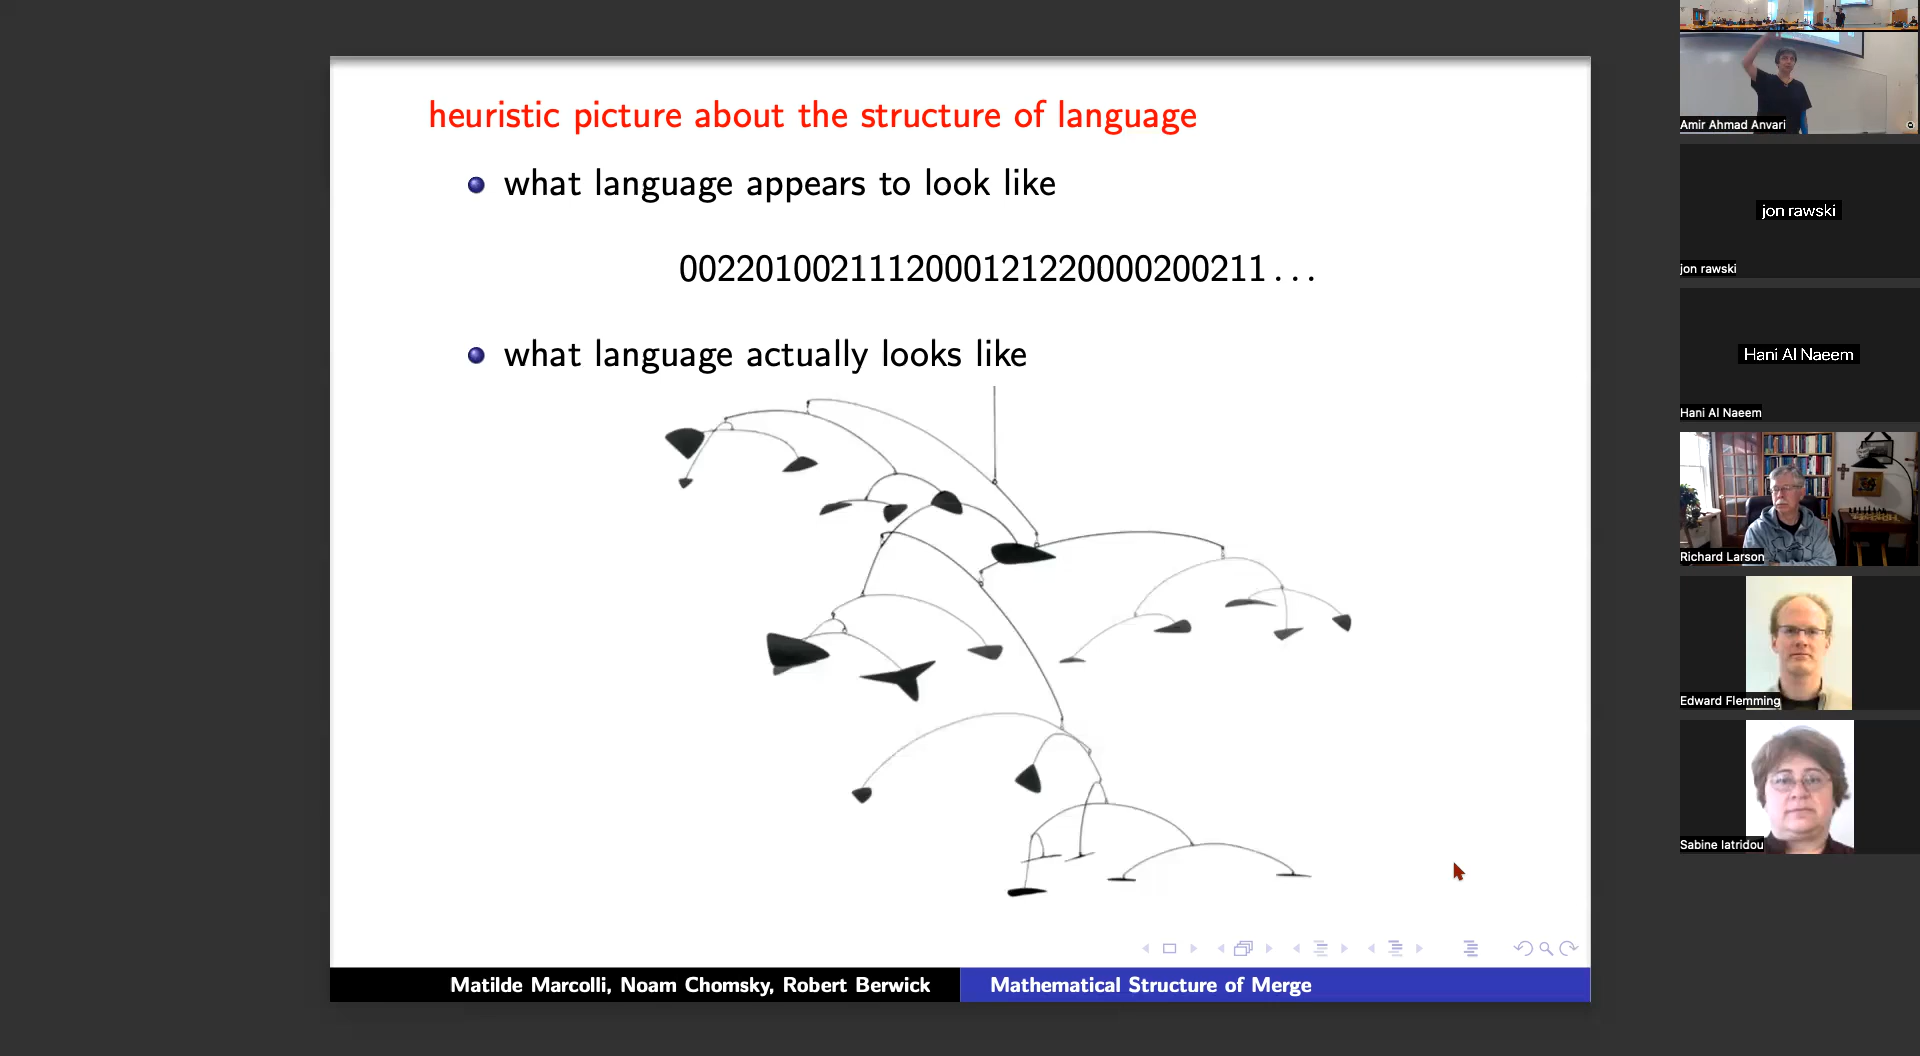 heuristic picture about the structure of language
what language appears to look like
00220100211120001212200002 00211...
what language actually looks like
Matilde Marcolli, Noam Chomsky, Robert Berwick
Mathematical Structure of Merge
Amir Ahmad Anvari
jon rawski
jon rawski
Hani Al Naeem
Hani Al Naeem
Richard Larson
Edward Flemming
Sabine Iatridou